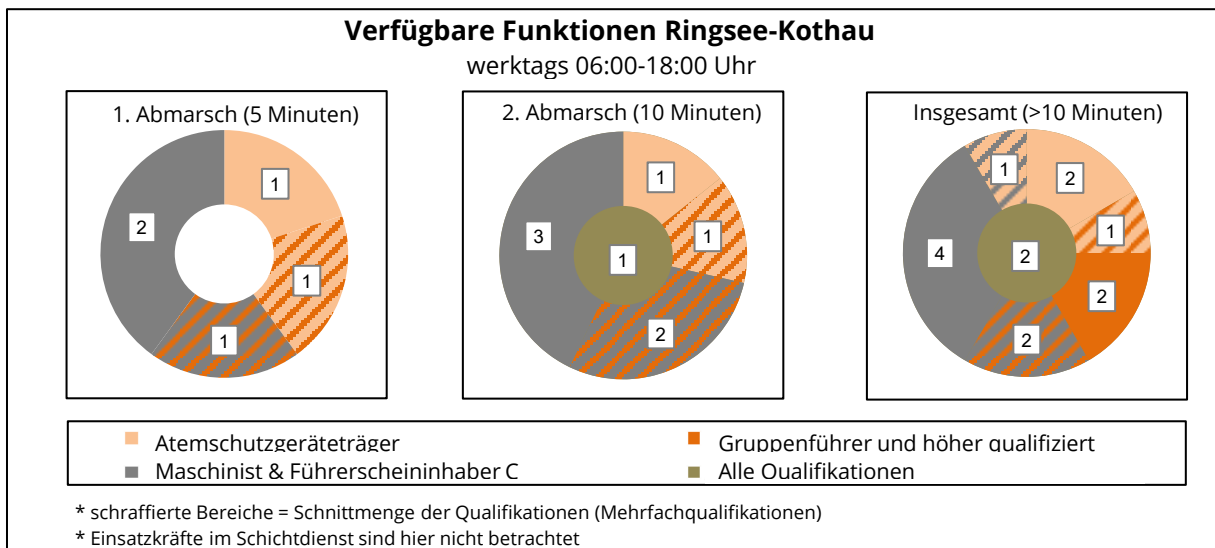 Verfügbare Funktionen Ringsee-Kothau
werktags 06:00-18:00 Uhr
1. Abmarsch (5 Minuten)
1
2
1
1
2. Abmarsch (10 Minuten)
1
3
1
1
2
Insgesamt (>10 Minuten)
1
2
1
4
2
2
2
Atemschutzgeräteträger
Gruppenführer und höher qualifiziert
Maschinist & Führerscheininhaber C
Alle Qualifikationen
* schraffierte Bereiche = Schnittmenge der Qualifikationen (Mehrfachqualifikationen)
* Einsatzkräfte im Schichtdienst sind hier nicht betrachtet